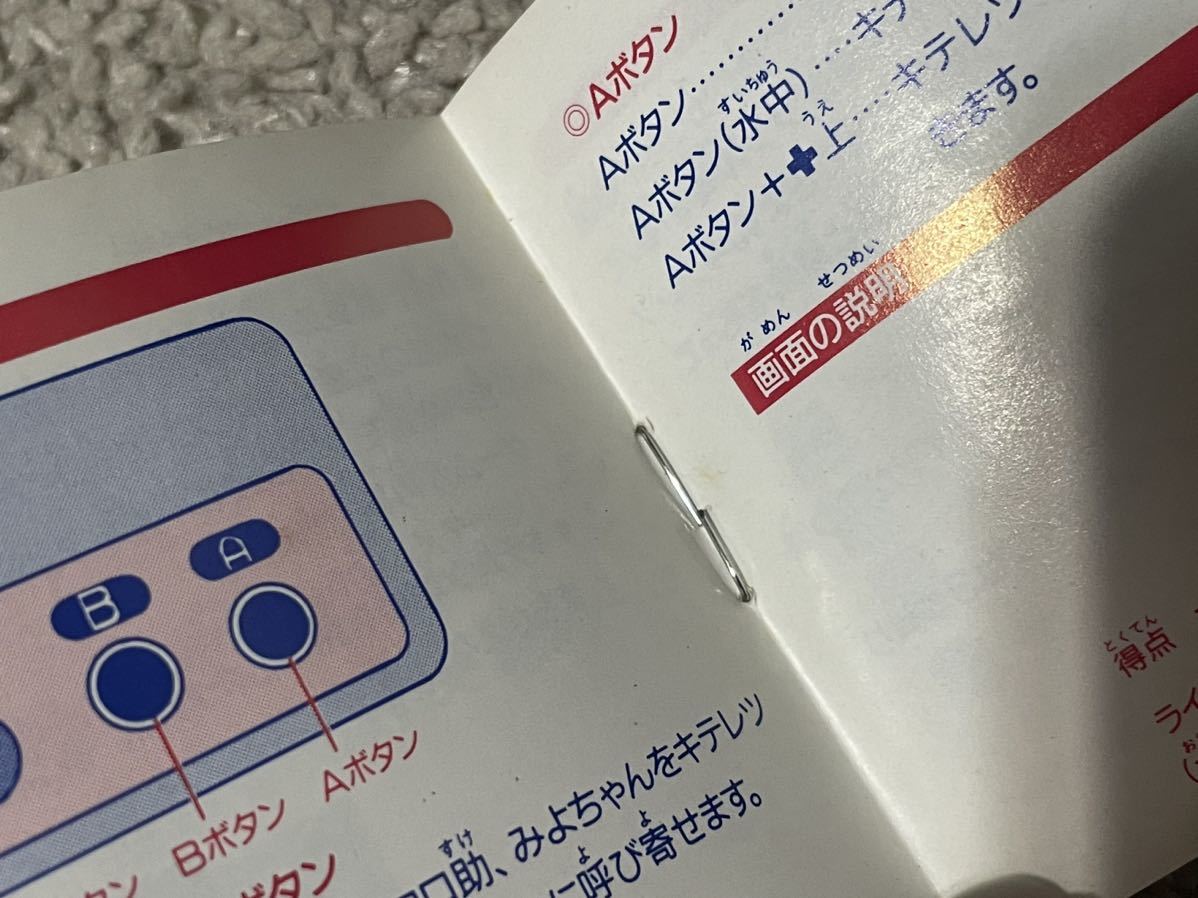 B
A
Bボタン
Aボタン
タン
ボタン
すけ
口助、みよちゃんをキテレツ
よ よ
に呼び寄せます。
◎Aボタン
Aボタン…………
すいちゅう
Aボタン(水中)……キテ
うえ
Aボタン+✚上……キテレツ
きます。
がめん せつめい
画面の説明
とくてん
得点
ライ
(